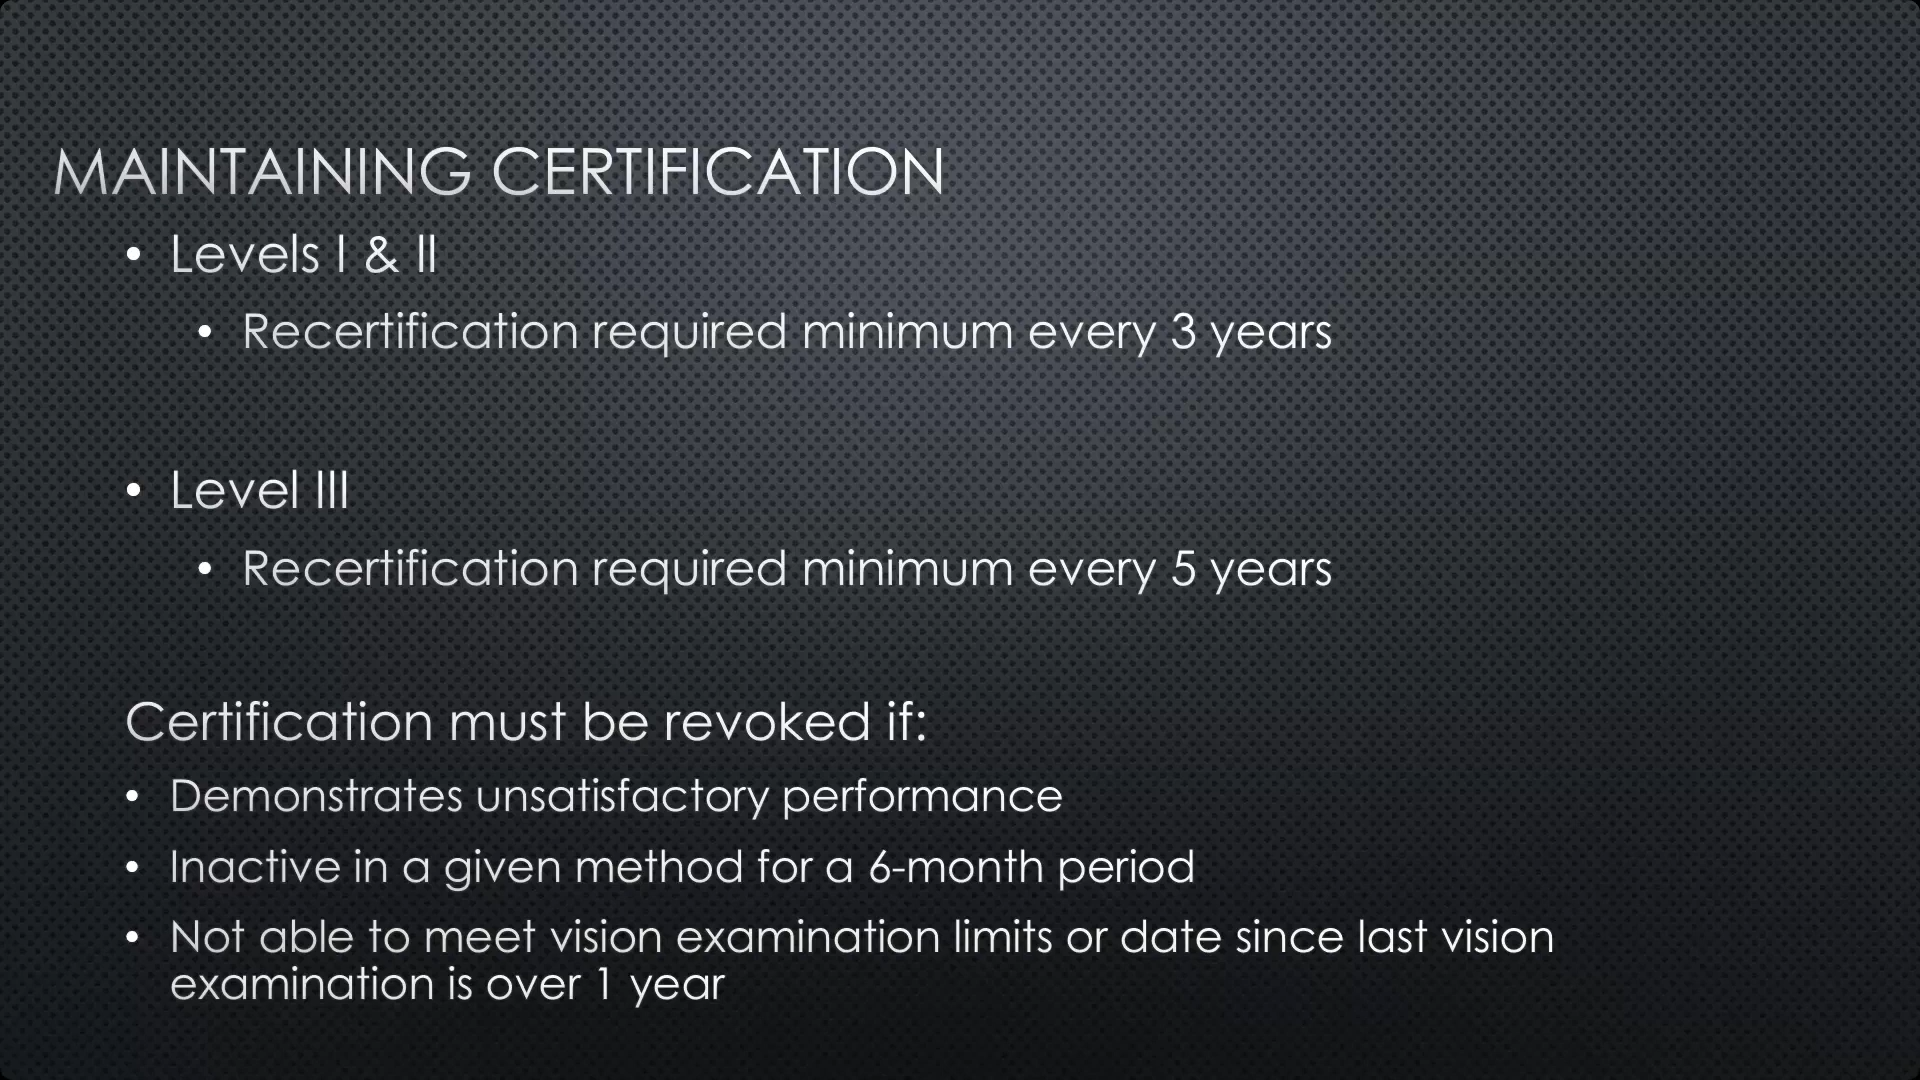 MAINTAINING CERTIFICATION
• Levels I & II
• Recertification required minimum every 3 years
• Level III
• Recertification required minimum every 5 years
Certification must be revoked if:
• Demonstrates unsatisfactory performance
• Inactive in a given method for a 6-month period
• Not able to meet vision examination limits or date since last vision
examination is over 1 year